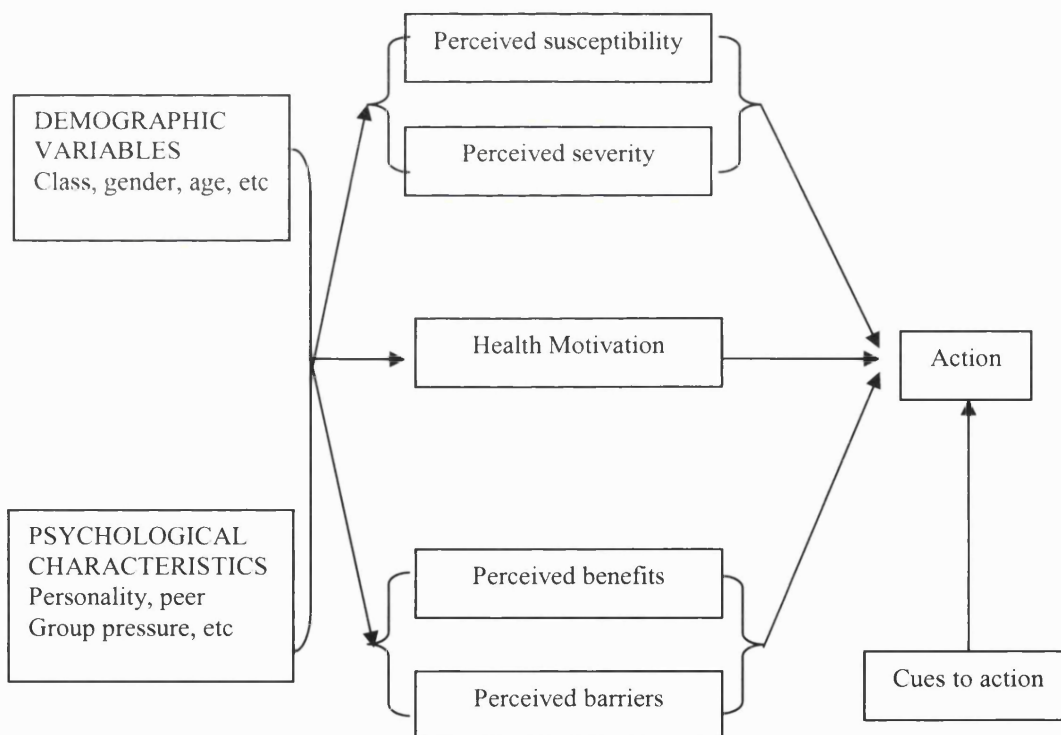 DEMOGRAPHIC
VARIABLES
Class, gender, age, etc
PSYCHOLOGICAL
CHARACTERISTICS
Personality, peer
Group pressure, etc
Perceived susceptibility
Perceived severity
Health Motivation
Perceived benefits
Perceived barriers
Action
Cues to action